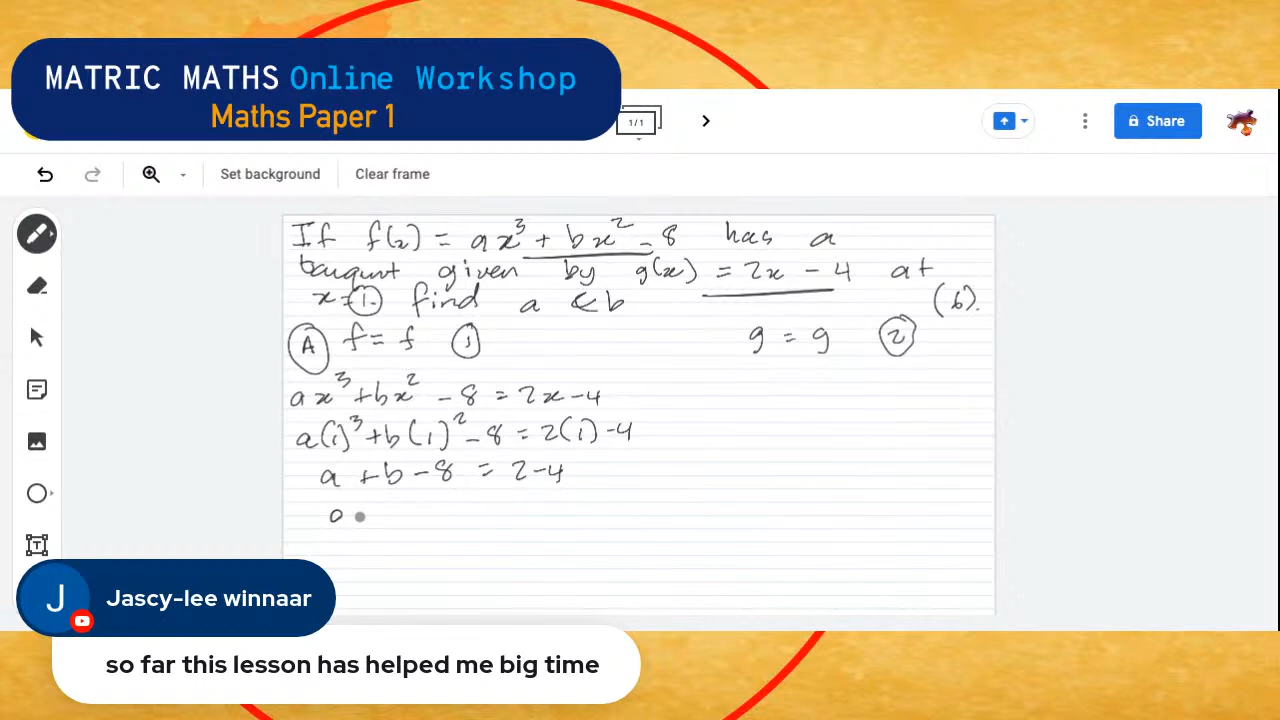 MATRIC MATHS Online Workshop
Maths Paper 1
1/1
Share
Set background
Clear frame
If f(x) = ax³ + bx² - 8 has a
tangent given by g(x) = 2x - 4 at
x = 1. find a & b (6).
A f = f 1 g = g 2
ax³ + bx² - 8 = 2x - 4
a(1)³ + b(1)² - 8 = 2(1) - 4
a + b - 8 = 2 - 4
T
J
Jascy-lee winnaar
so far this lesson has helped me big time